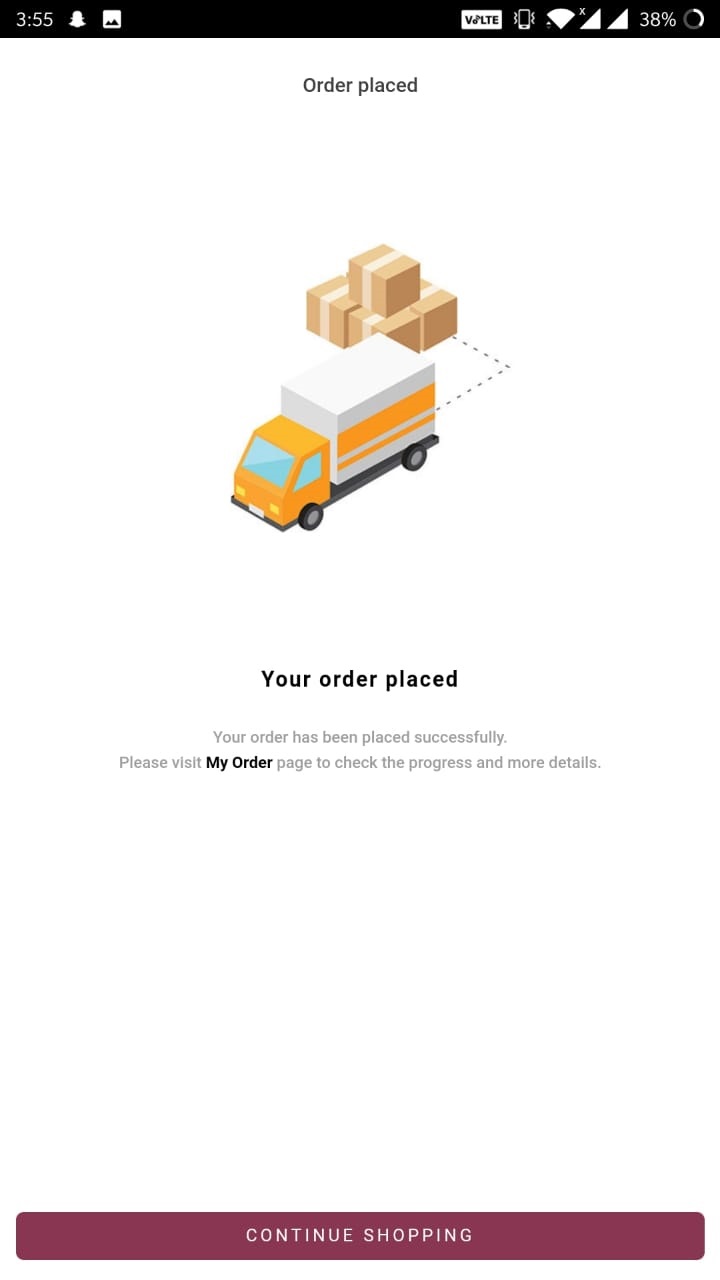 3:55
VoLTE
x
38%
Order placed
Your order placed
Your order has been placed successfully.
Please visit My Order page to check the progress and more details.
CONTINUE SHOPPING